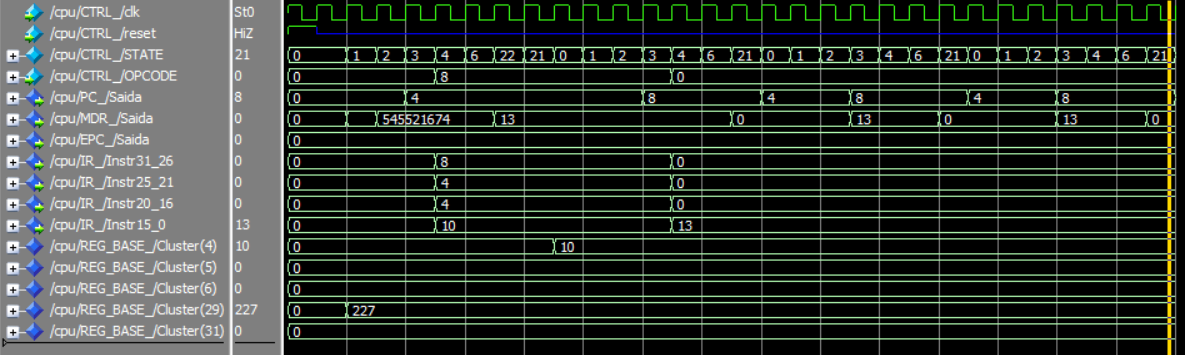 /cpu/CTRL_/clk St0
/cpu/CTRL_/reset HiZ
/cpu/CTRL_/STATE 21 0 1 2 3 4 6 22 21 0 1 2 3 4 6 21 0 1 2 3 4 6 21 0 1 2 3 4 6 21
/cpu/CTRL_/OPCODE 0 0 8 0
/cpu/PC_/Saida 8 0 4 8 4 8 4 8
/cpu/MDR_/Saida 0 0 545521674 13 0 13 0 13 0
/cpu/EPC_/Saida 0 0
/cpu/IR_/Instr31_26 0 0 8 0
/cpu/IR_/Instr25_21 0 0 4 0
/cpu/IR_/Instr20_16 0 0 4 0
/cpu/IR_/Instr15_0 13 0 10 13
/cpu/REG_BASE_/Cluster(4) 10 0 10
/cpu/REG_BASE_/Cluster(5) 0 0
/cpu/REG_BASE_/Cluster(6) 0 0
/cpu/REG_BASE_/Cluster(29) 227 0 227
/cpu/REG_BASE_/Cluster(31) 0 0